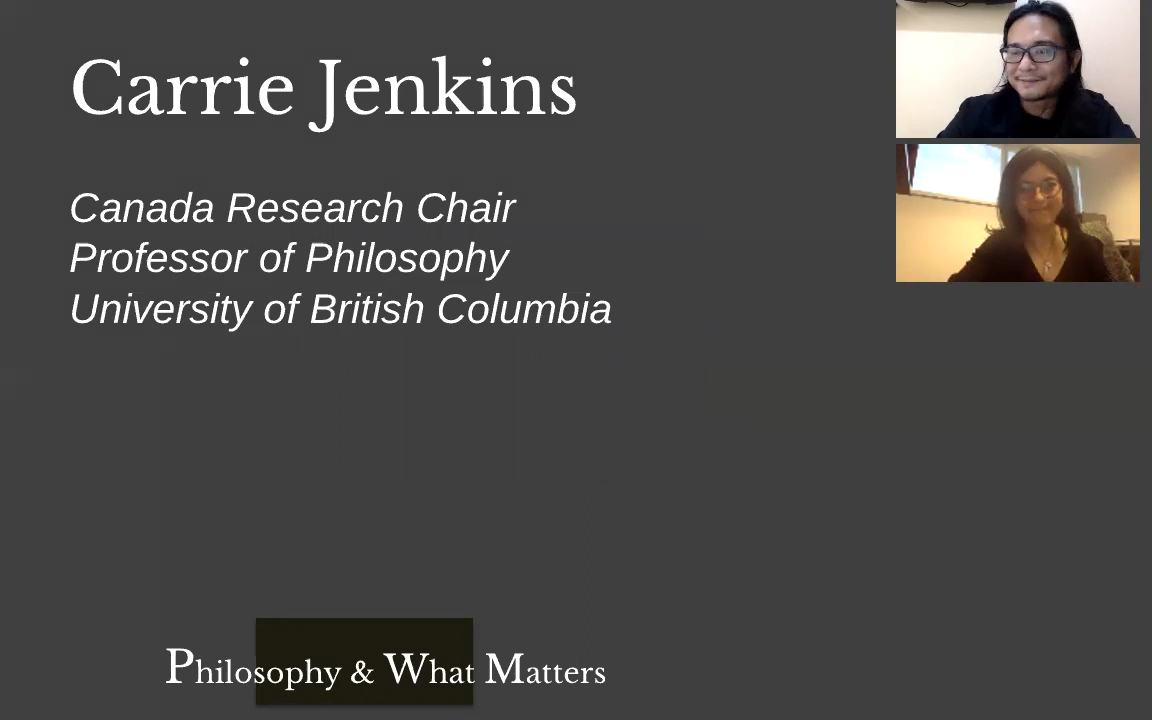 Carrie Jenkins
Canada Research Chair
Professor of Philosophy
University of British Columbia
Philosophy & What Matters